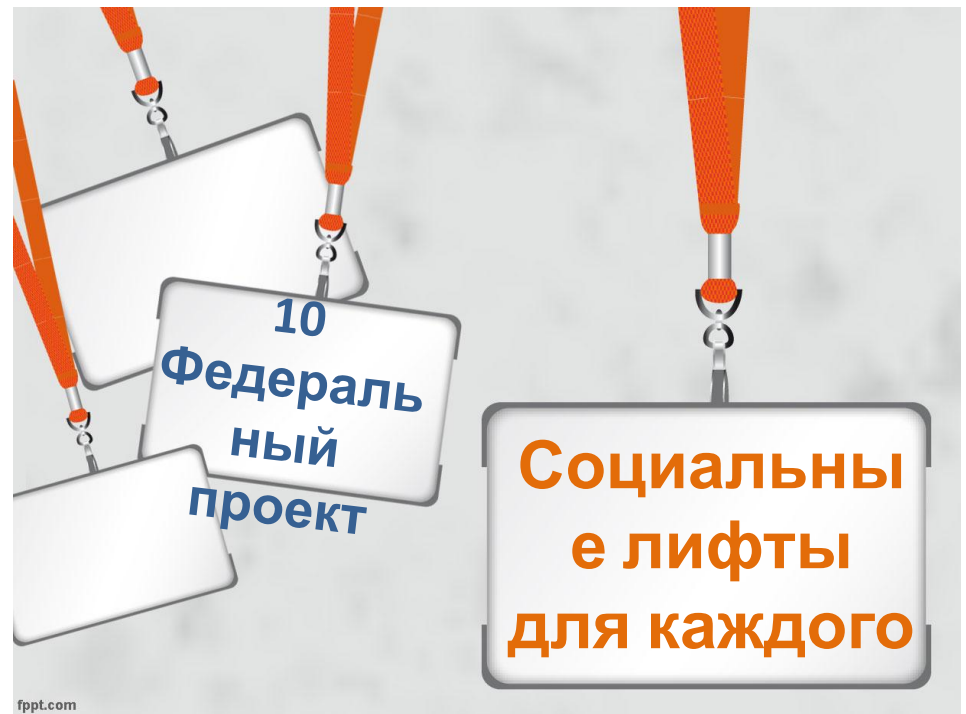 10
Федераль
ный
проект
Социальны
е лифты
для каждого
fppt.com